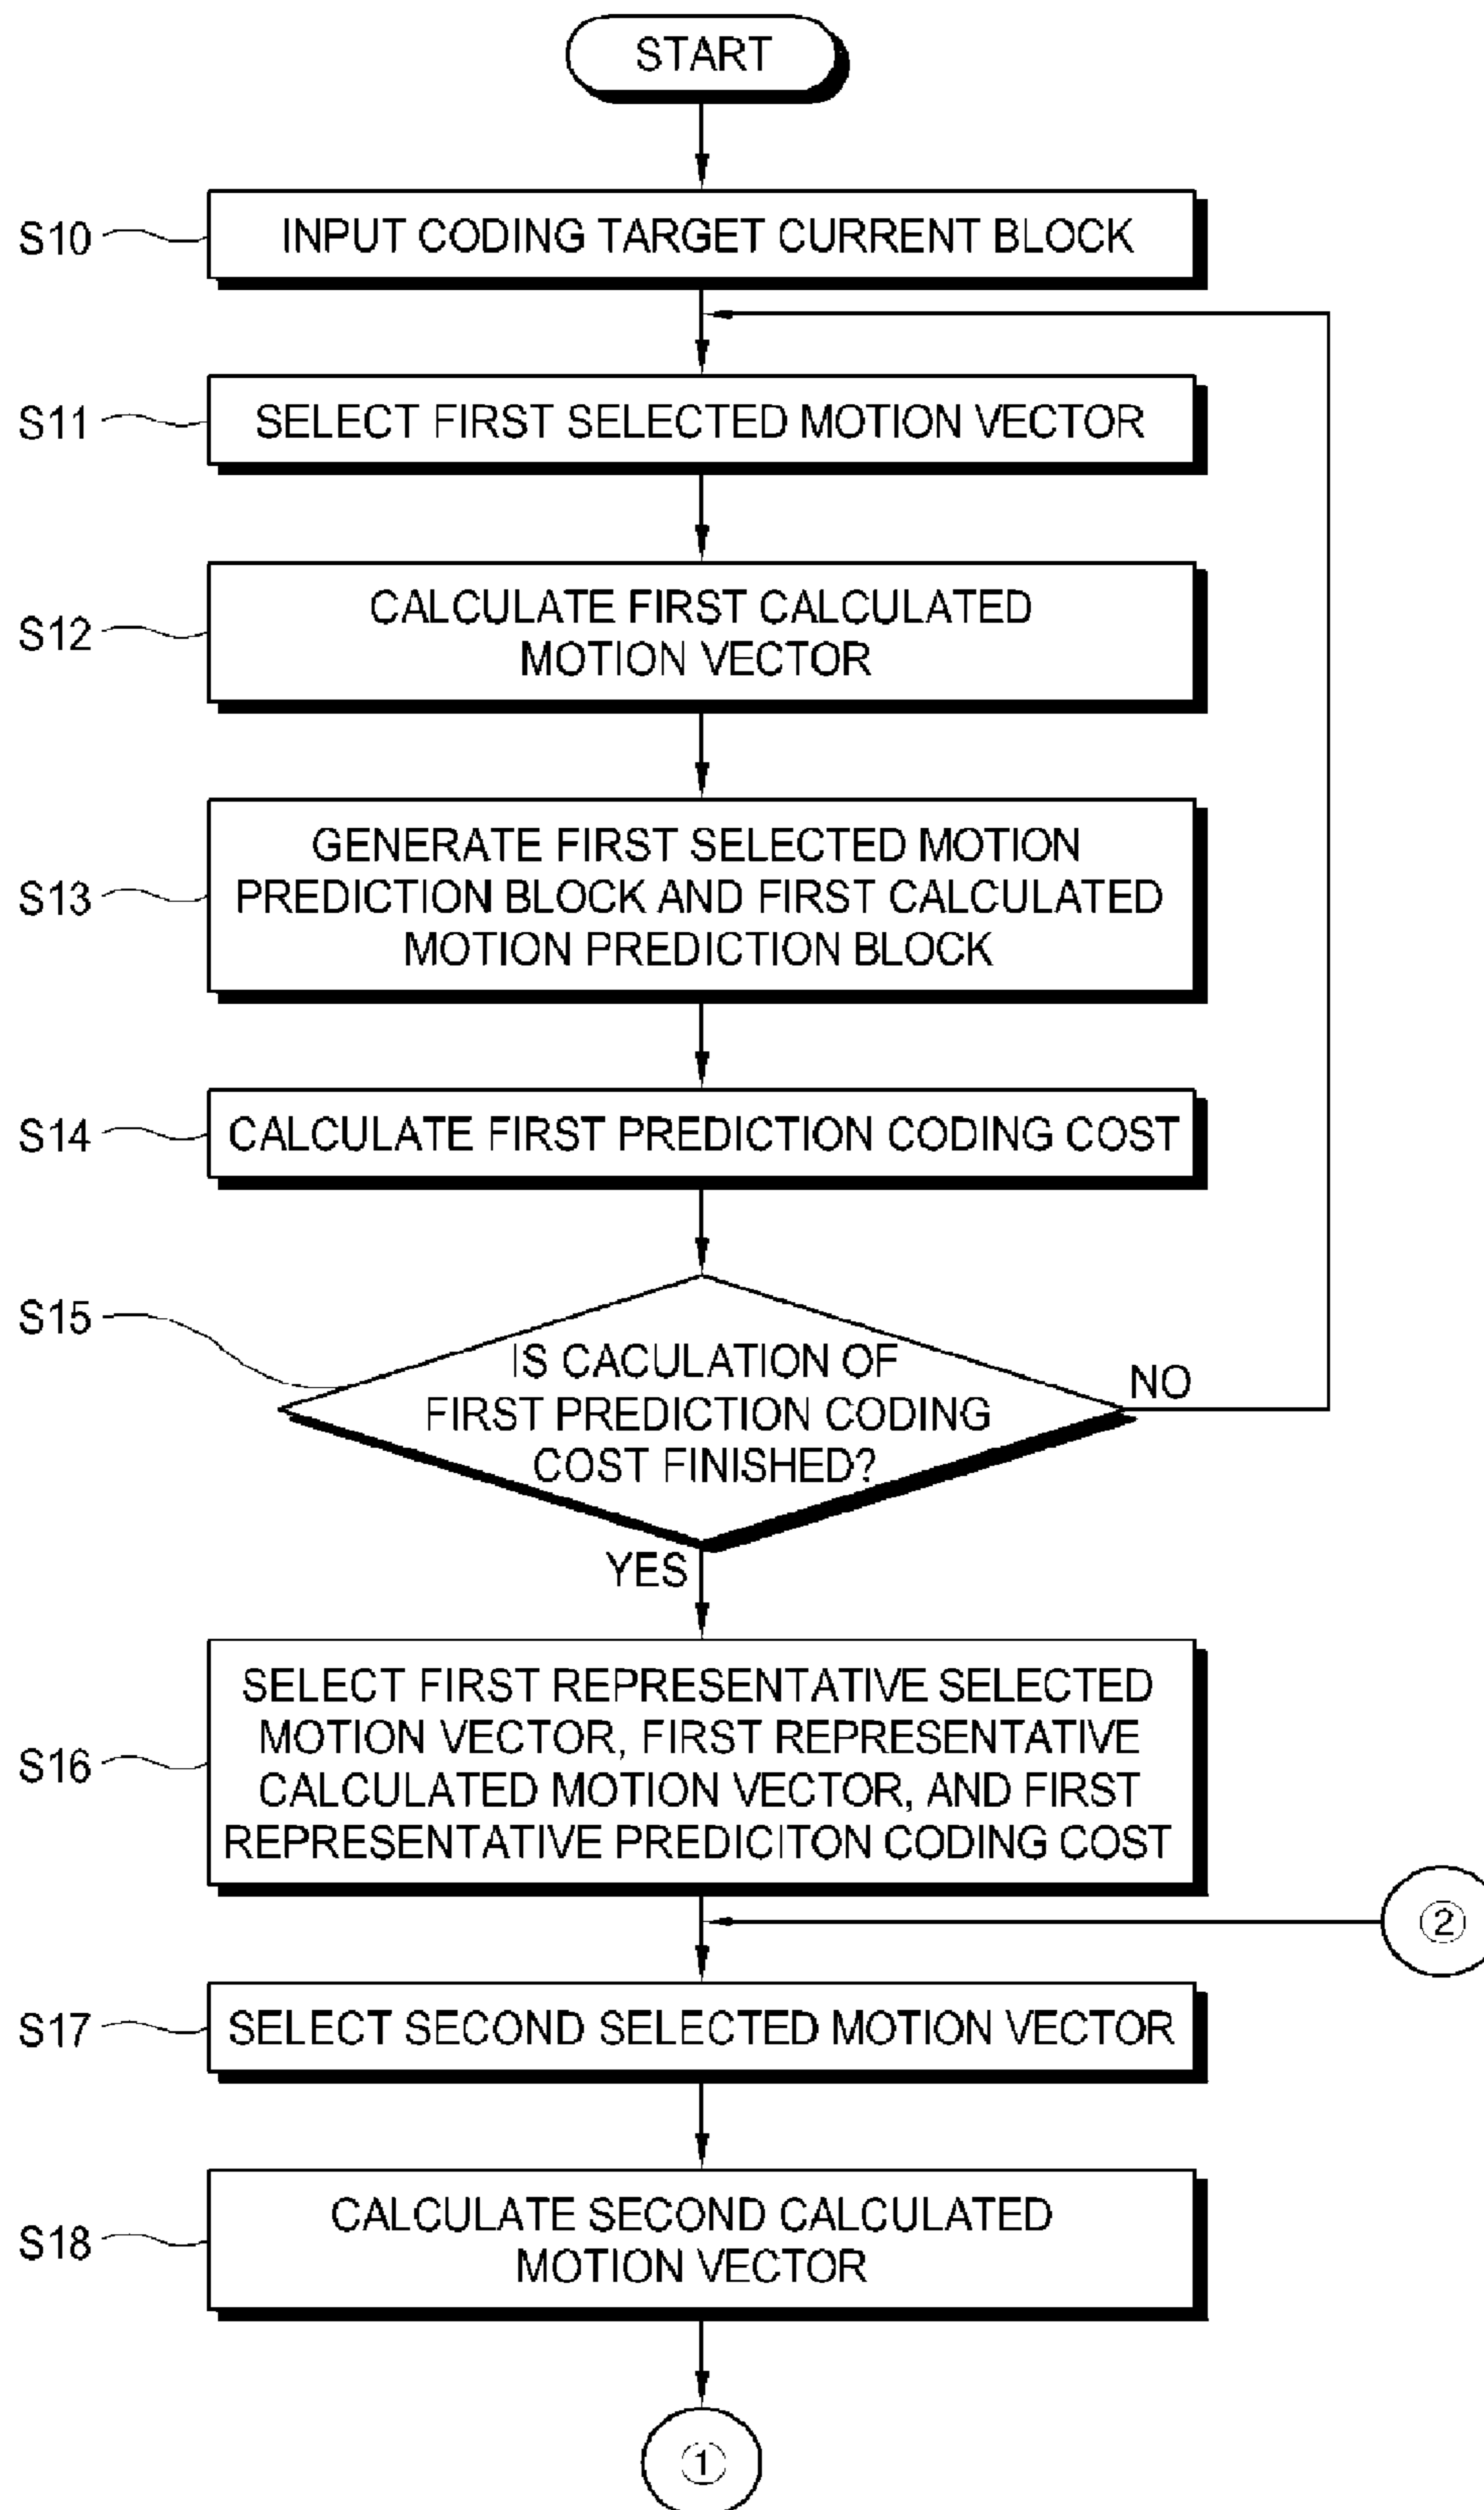 START
S10
INPUT CODING TARGET CURRENT BLOCK
S11
SELECT FIRST SELECTED MOTION VECTOR
S12
CALCULATE FIRST CALCULATED
MOTION VECTOR
S13
GENERATE FIRST SELECTED MOTION
PREDICTION BLOCK AND FIRST CALCULATED
MOTION PREDICTION BLOCK
S14
CALCULATE FIRST PREDICTION CODING COST
S15
IS CACULATION OF
FIRST PREDICTION CODING
COST FINISHED?
NO
YES
S16
SELECT FIRST REPRESENTATIVE SELECTED
MOTION VECTOR, FIRST REPRESENTATIVE
CALCULATED MOTION VECTOR, AND FIRST
REPRESENTATIVE PREDICITON CODING COST
②
S17
SELECT SECOND SELECTED MOTION VECTOR
S18
CALCULATE SECOND CALCULATED
MOTION VECTOR
①